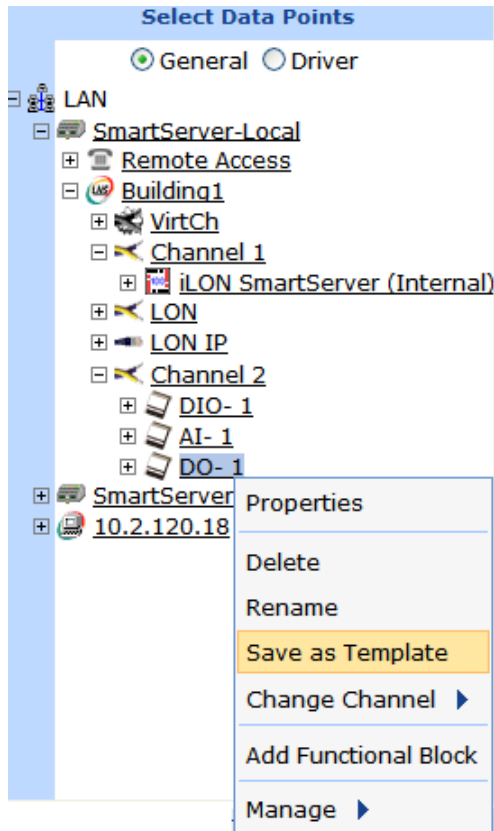 Select Data Points
General Driver
LAN
SmartServer-Local
Remote Access
Building1
VirtCh
Channel 1
iLON SmartServer (Internal)
LON
LON IP
Channel 2
DIO- 1
AI- 1
DO- 1
SmartServer
10.2.120.18
Properties
Delete
Rename
Save as Template
Change Channel
Add Functional Block
Manage